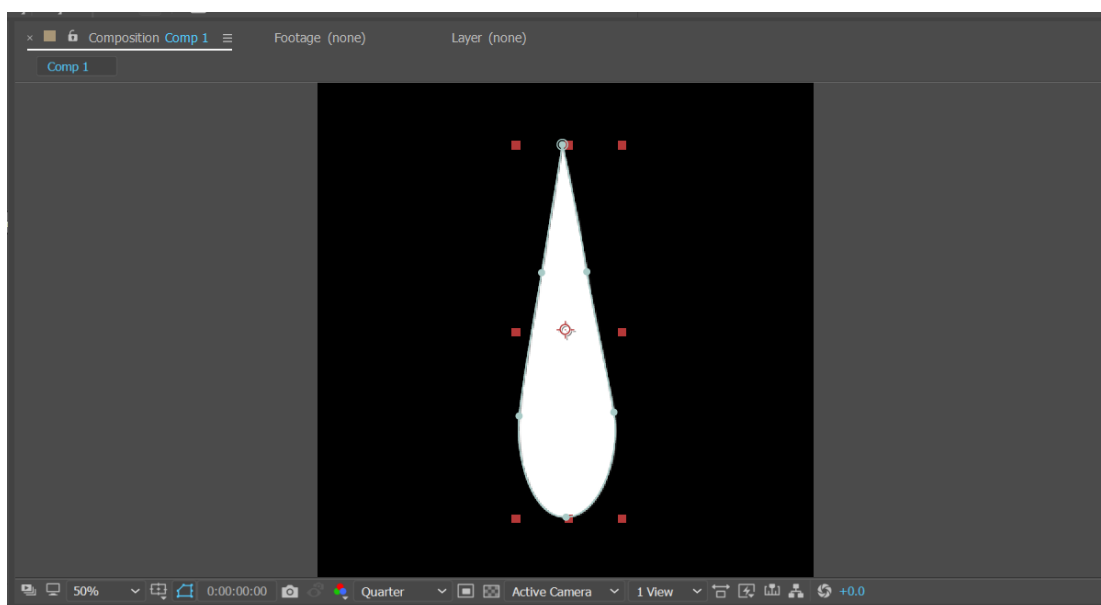 × Composition Comp 1 ≡ Footage (none) Layer (none)
Comp 1
50% 0:00:00:00 Quarter Active Camera 1 View +0.0